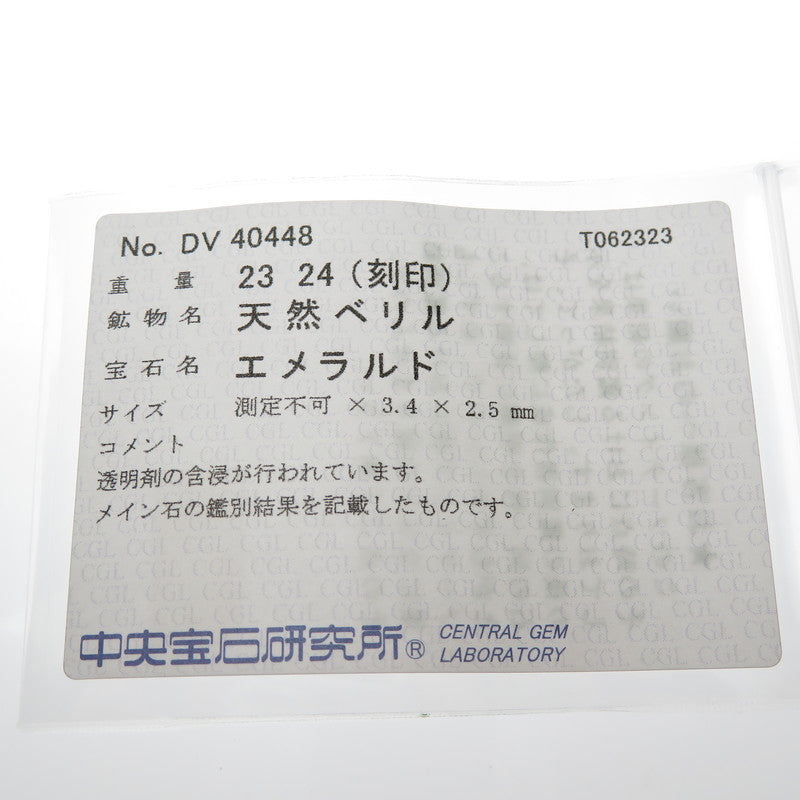 No. DV 40448 T062323
重量 23 24 (刻印)
鉱物名 天然ベリル
宝石名 エメラルド
サイズ 測定不可 × 3.4 × 2.5 mm
コメント
透明剤の含浸が行われています。
メイン石の鑑別結果を記載したものです。
中央宝石研究所® CENTRAL GEM
LABORATORY